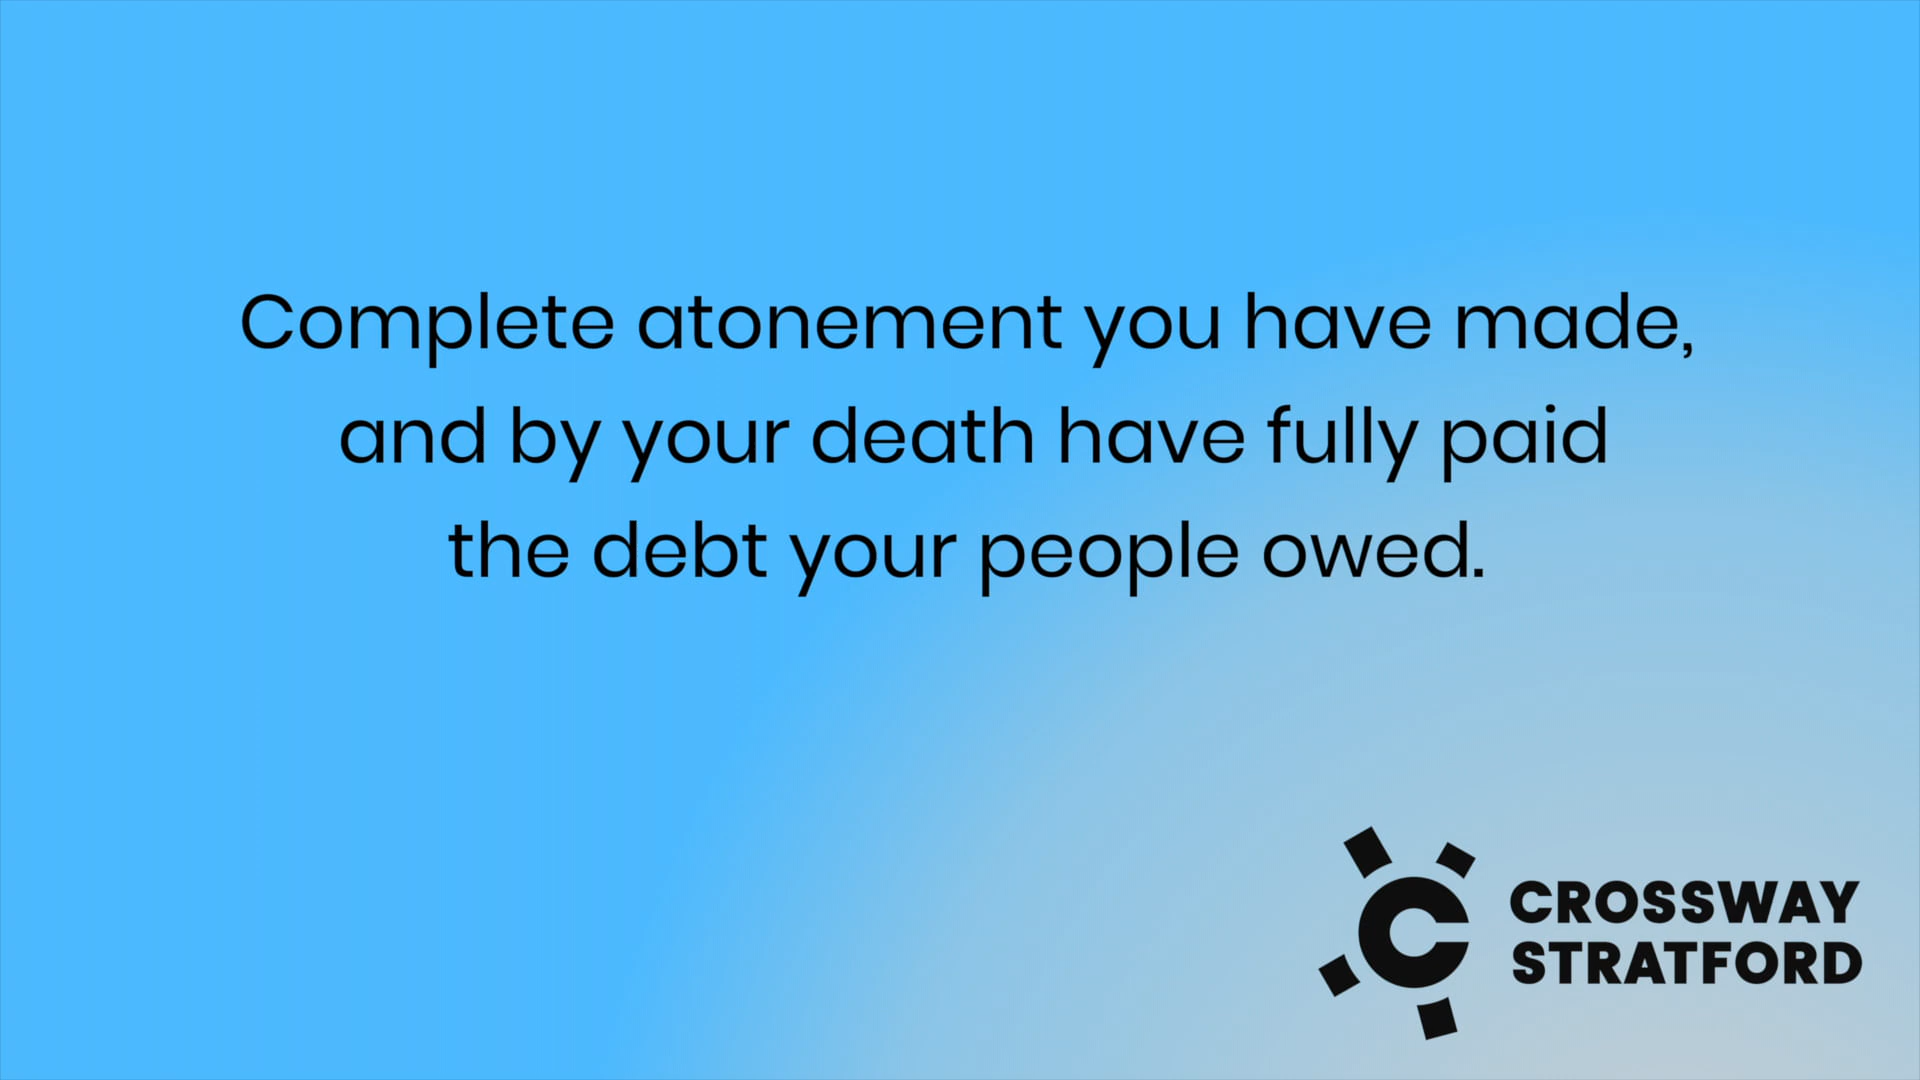 Complete atonement you have made,
and by your death have fully paid
the debt your people owed.
CROSSWAY
STRATFORD